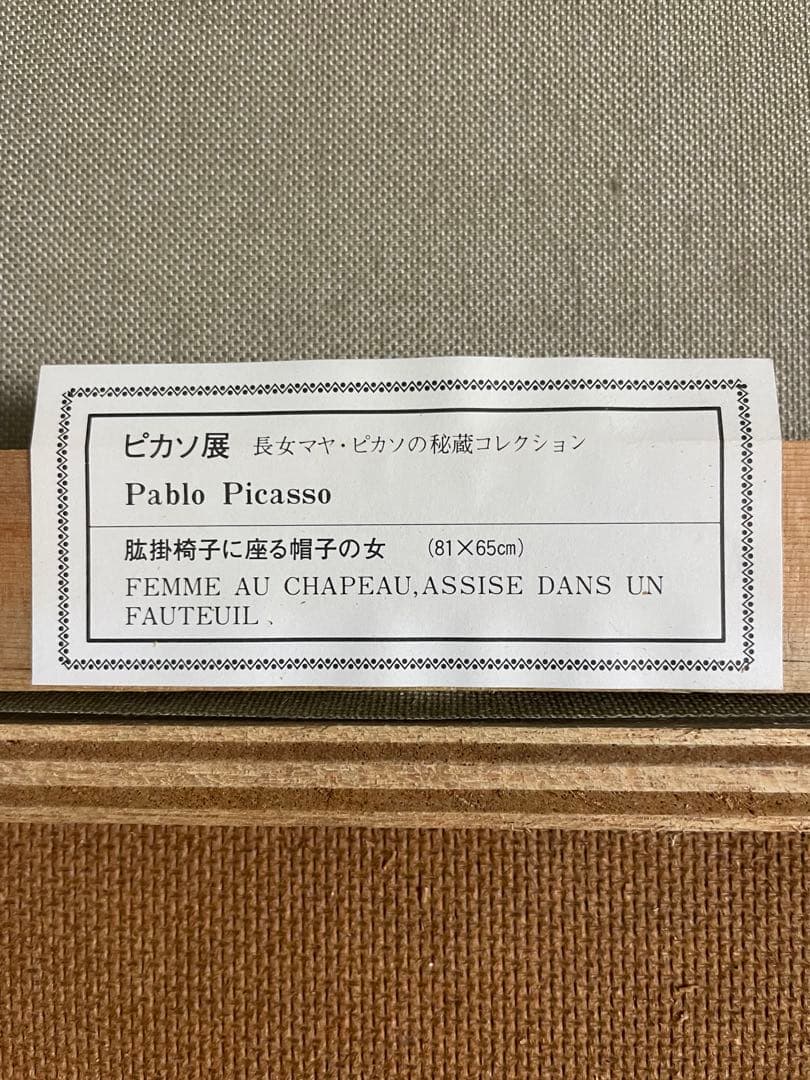 ピカソ展 長女マヤ・ピカソの秘蔵コレクション
Pablo Picasso
肱掛椅子に座る帽子の女 (81×65㎝)
FEMME AU CHAPEAU,ASSISE DANS UN
FAUTEUIL、